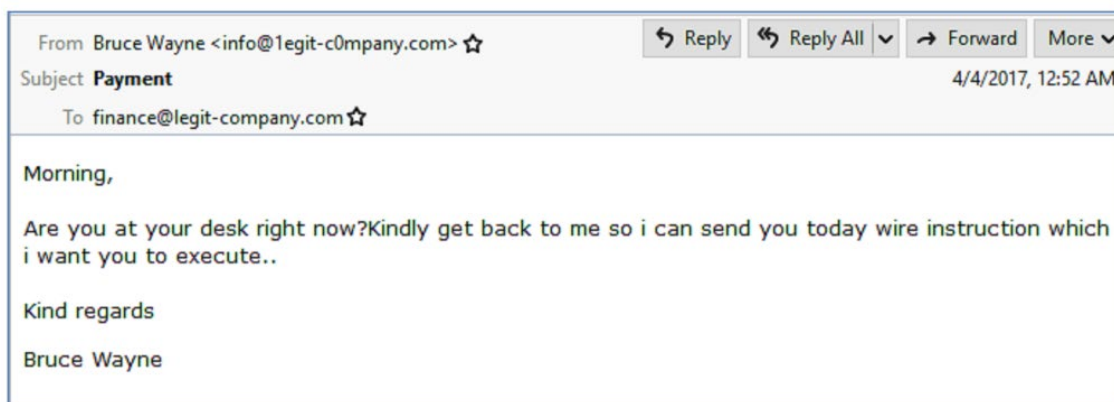 From Bruce Wayne <info@1egit-c0mpany.com> Reply Reply All Forward More
Subject Payment 4/4/2017, 12:52 AM
To finance@legit-company.com
Morning,
Are you at your desk right now?Kindly get back to me so i can send you today wire instruction which
i want you to execute..
Kind regards
Bruce Wayne